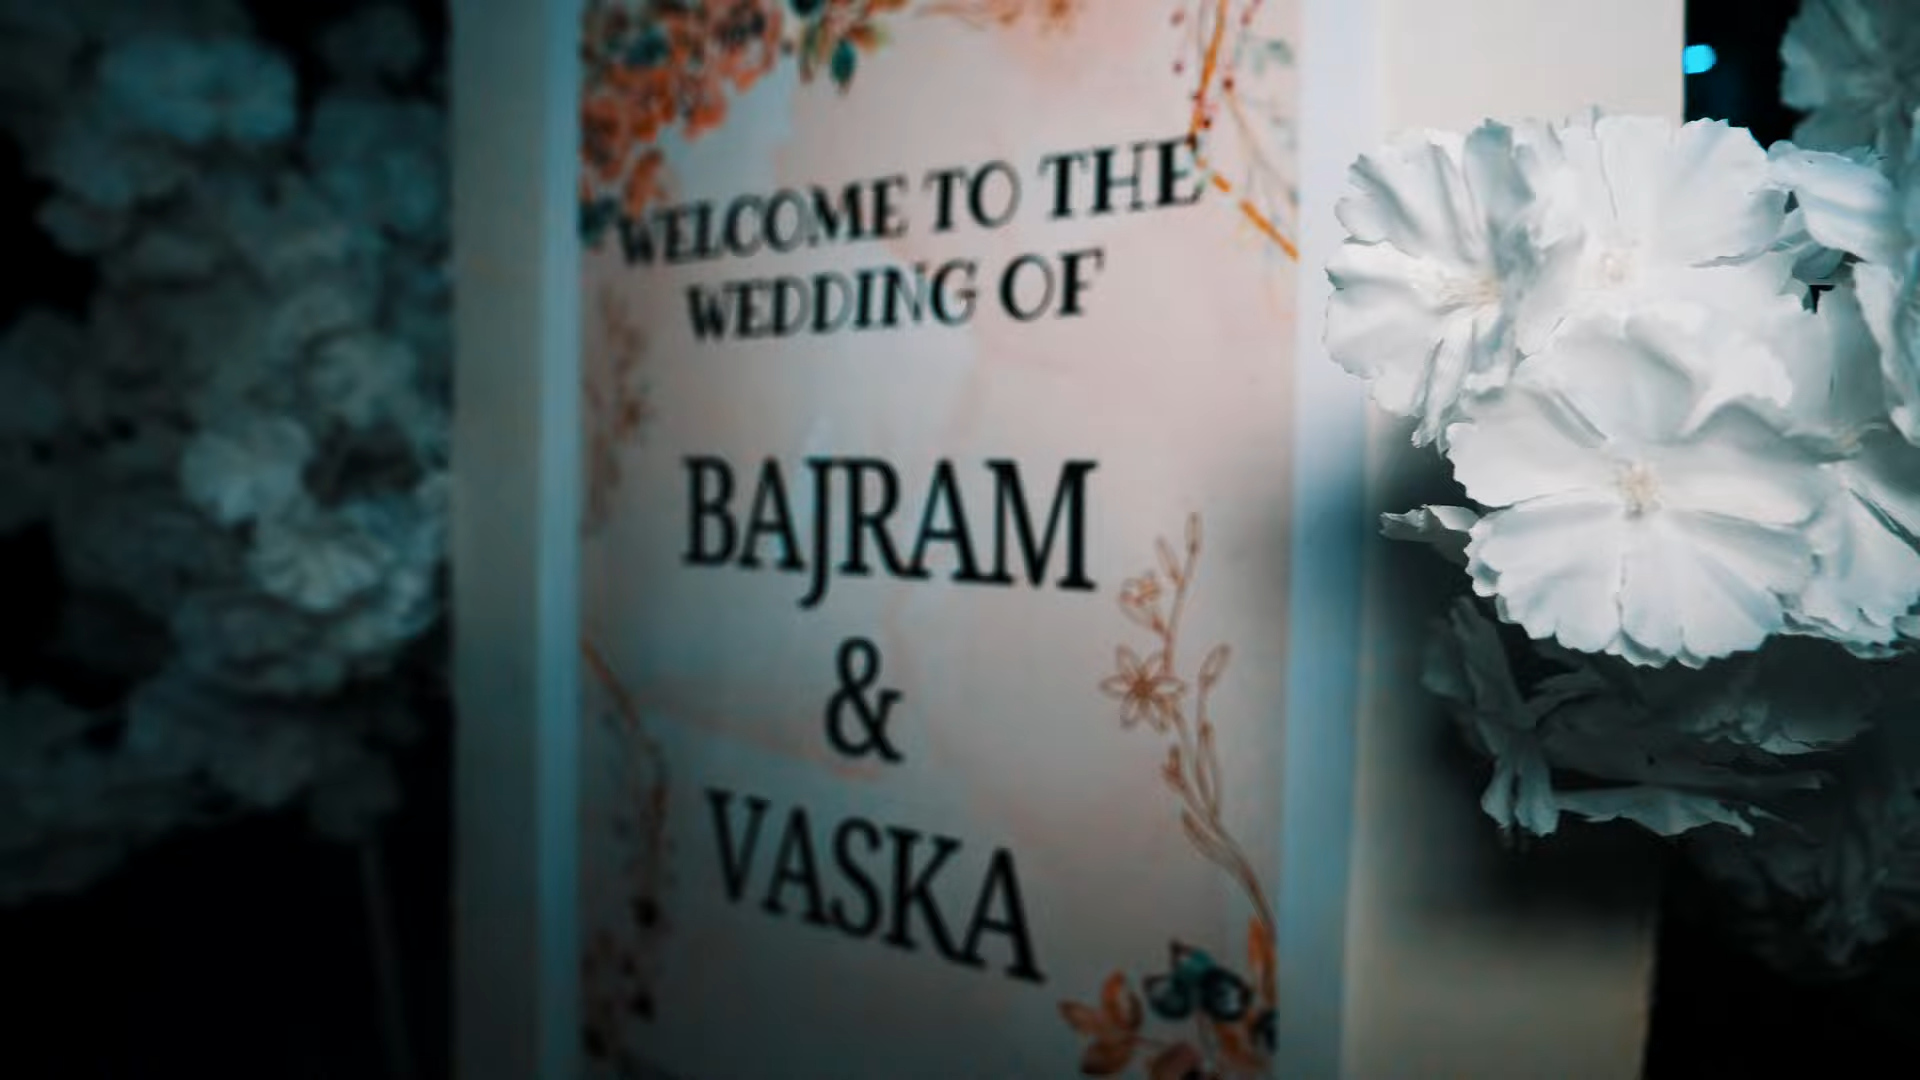 WELCOME TO THE
WEDDING OF
BAJRAM
&
VASKA